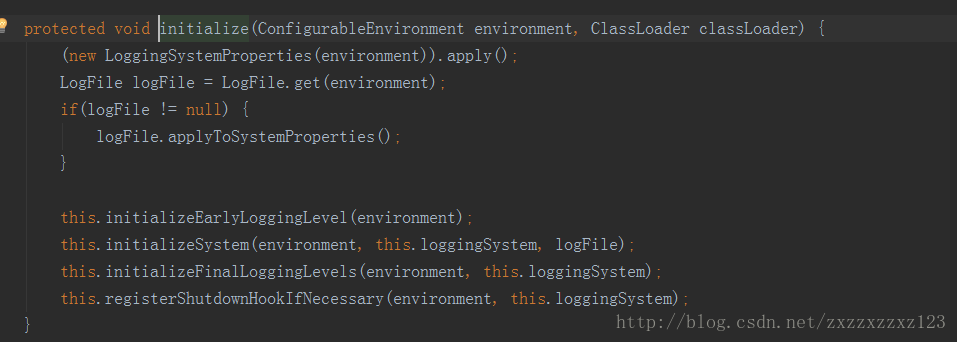 protected void initialize(ConfigurableEnvironment environment, ClassLoader classLoader) {
(new LoggingSystemProperties(environment)).apply();
LogFile logFile = LogFile.get(environment);
if(logFile != null) {
logFile.applyToSystemProperties();
}
this.initializeEarlyLoggingLevel(environment);
this.initializeSystem(environment, this.loggingSystem, logFile);
this.initializeFinalLoggingLevels(environment, this.loggingSystem);
this.registerShutdownHookIfNecessary(environment, this.loggingSystem);
}
http://blog.csdn.net/zxzzxzzxz123